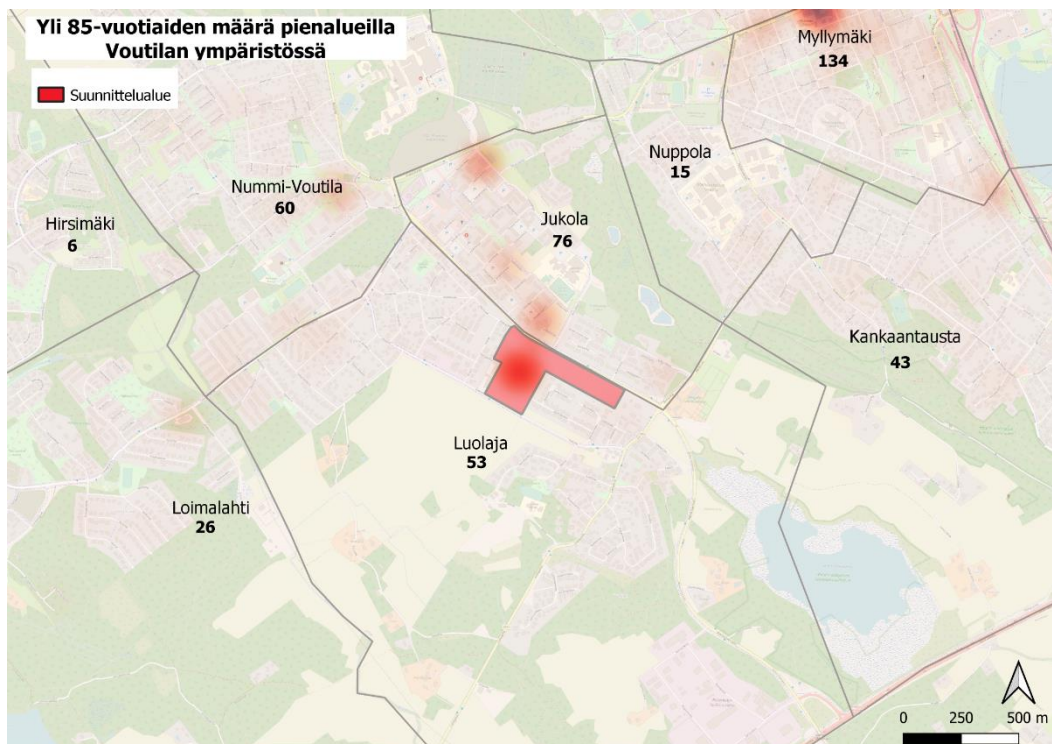 Yli 85-vuotiaiden määrä pienalueilla
Voutilan ympäristössä
Suunnittelualue
Myllymäki
134
Nuppola
15
Nummi-Voutila
60
Jukola
76
Hirsimäki
6
Kankaantausta
43
Luolaja
53
Loimalahti
26
0 250 500 m